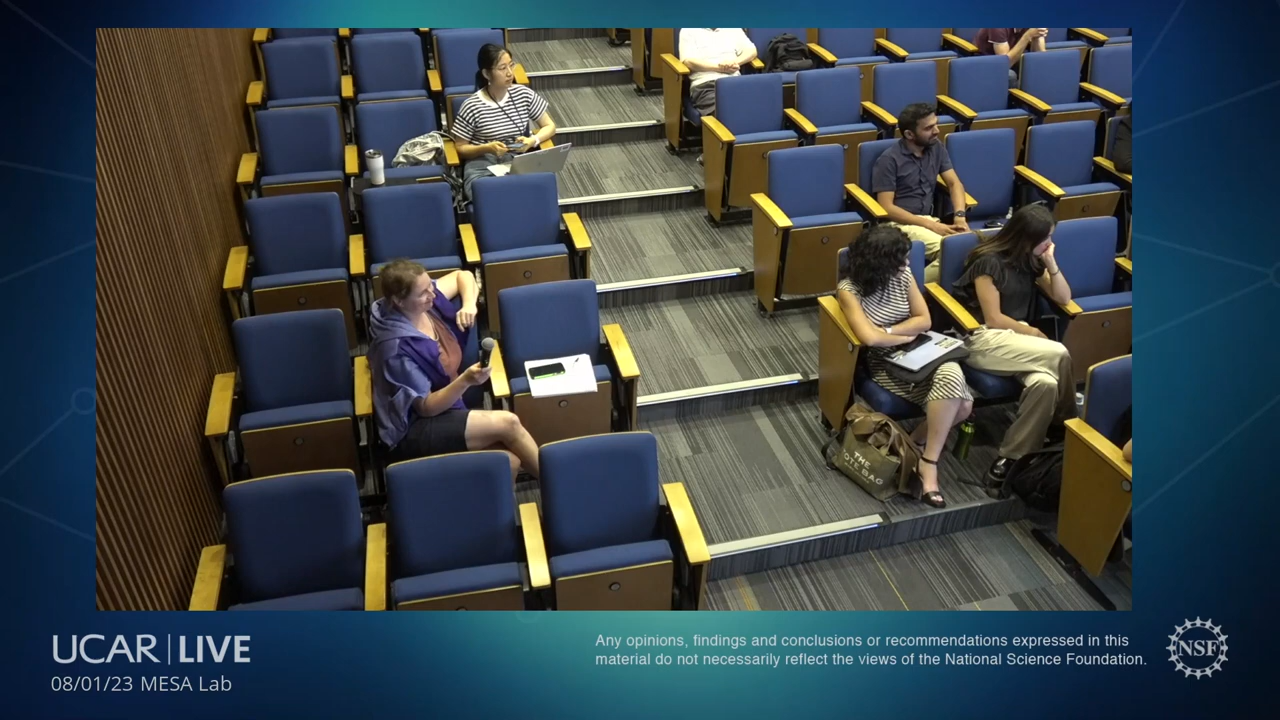 THE
TOTE BAG
UCAR | LIVE
08/01/23 MESA Lab
Any opinions, findings and conclusions or recommendations expressed in this
material do not necessarily reflect the views of the National Science Foundation.
NSF